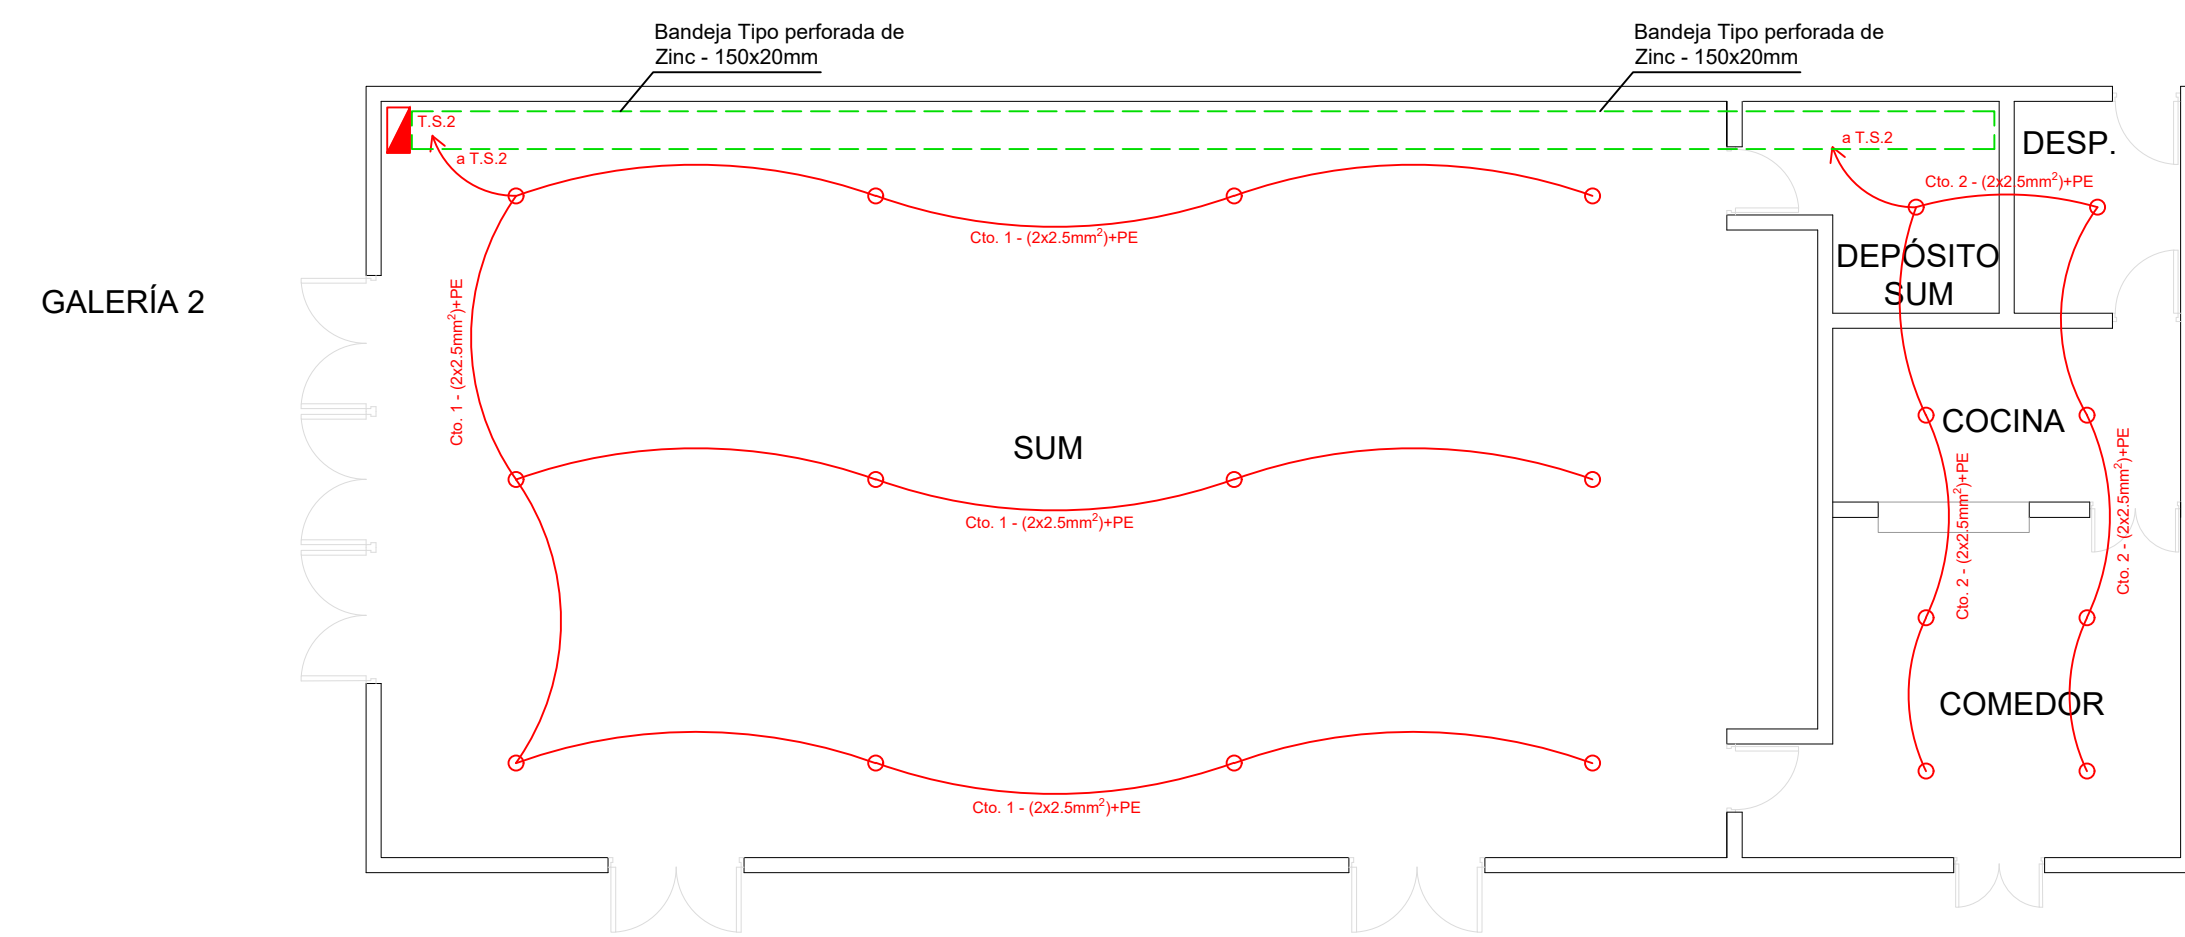 Bandeja Tipo perforada de
Zinc - 150x20mm
Bandeja Tipo perforada de
Zinc - 150x20mm
T.S.2
a T.S.2
a T.S.2
DESP.
Cto. 2 - (2x2.5mm²)+PE
Cto. 1 - (2x2.5mm²)+PE
DEPÓSITO
SUM
GALERÍA 2
Cto. 1 - (2x2.5mm²)+PE
COCINA
SUM
Cto. 1 - (2x2.5mm²)+PE
Cto. 2 - (2x2.5mm²)+PE
Cto. 2 - (2x2.5mm²)+PE
COMEDOR
Cto. 1 - (2x2.5mm²)+PE